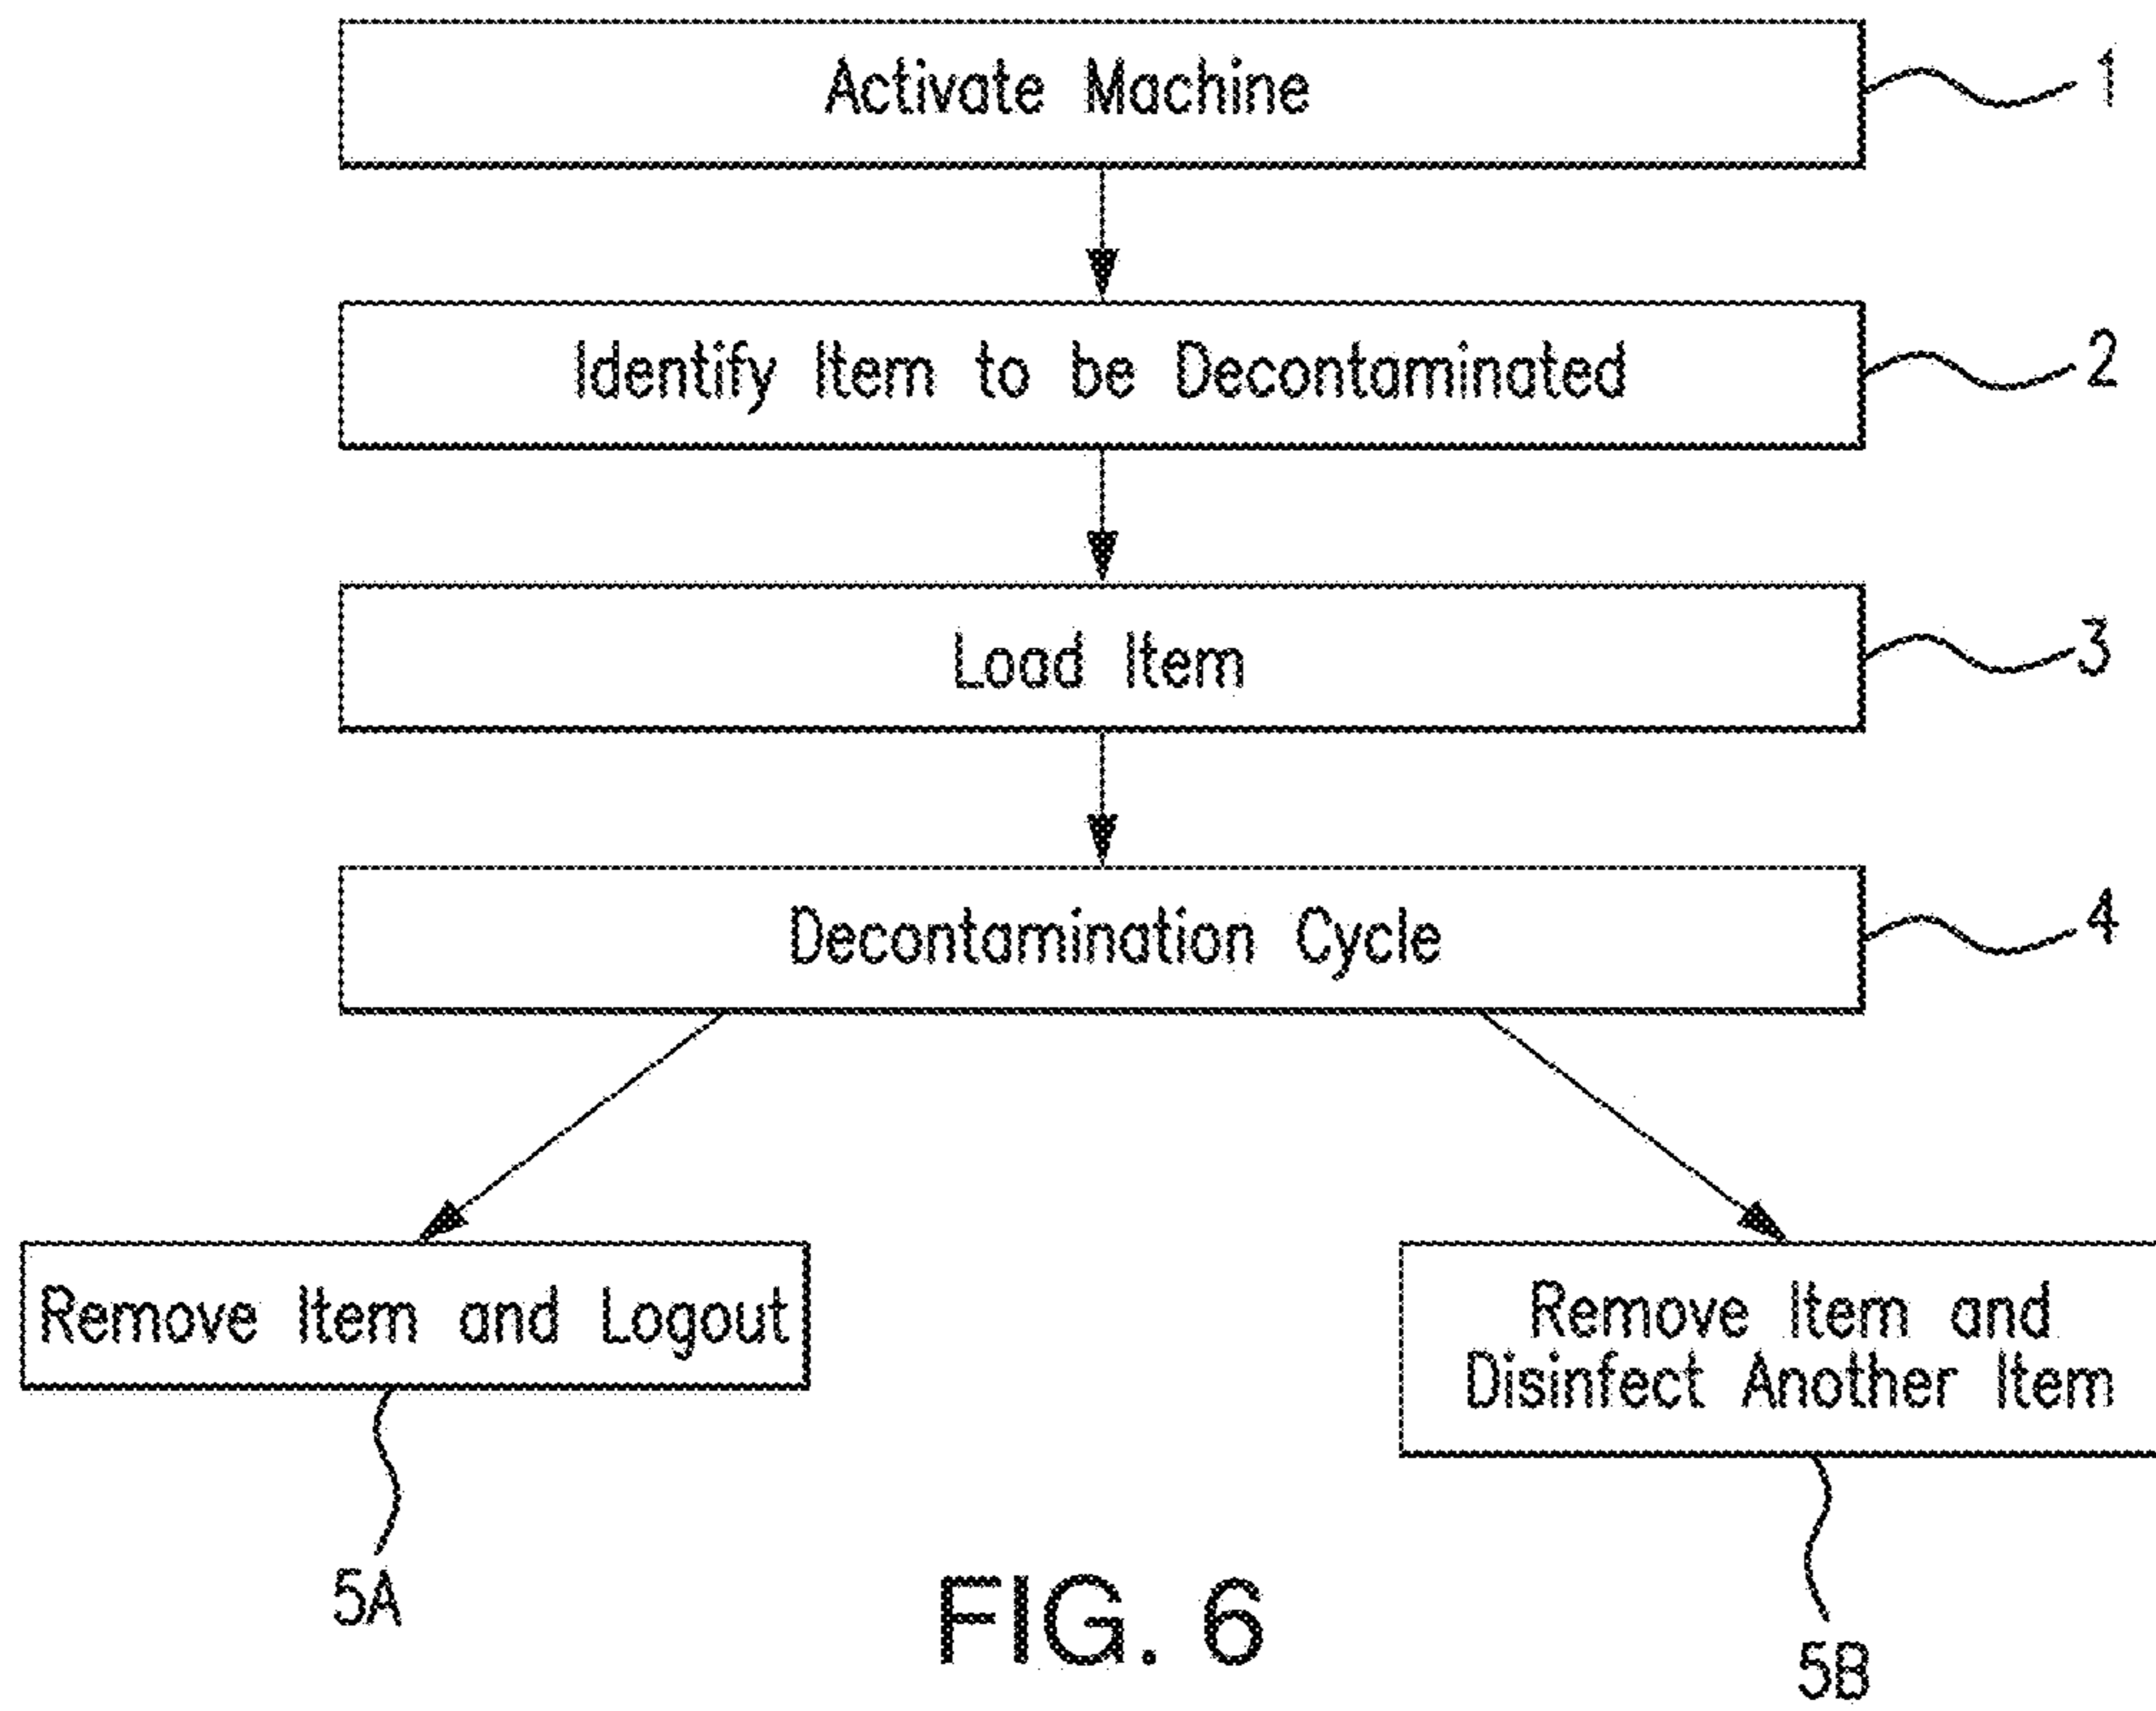 Activate Machine
1
Identify Item to be Decontaminated
2
Load Item
3
Decontamination Cycle
4
Remove Item and Logout
Remove Item and
Disinfect Another Item
5A
5B
FIG. 6